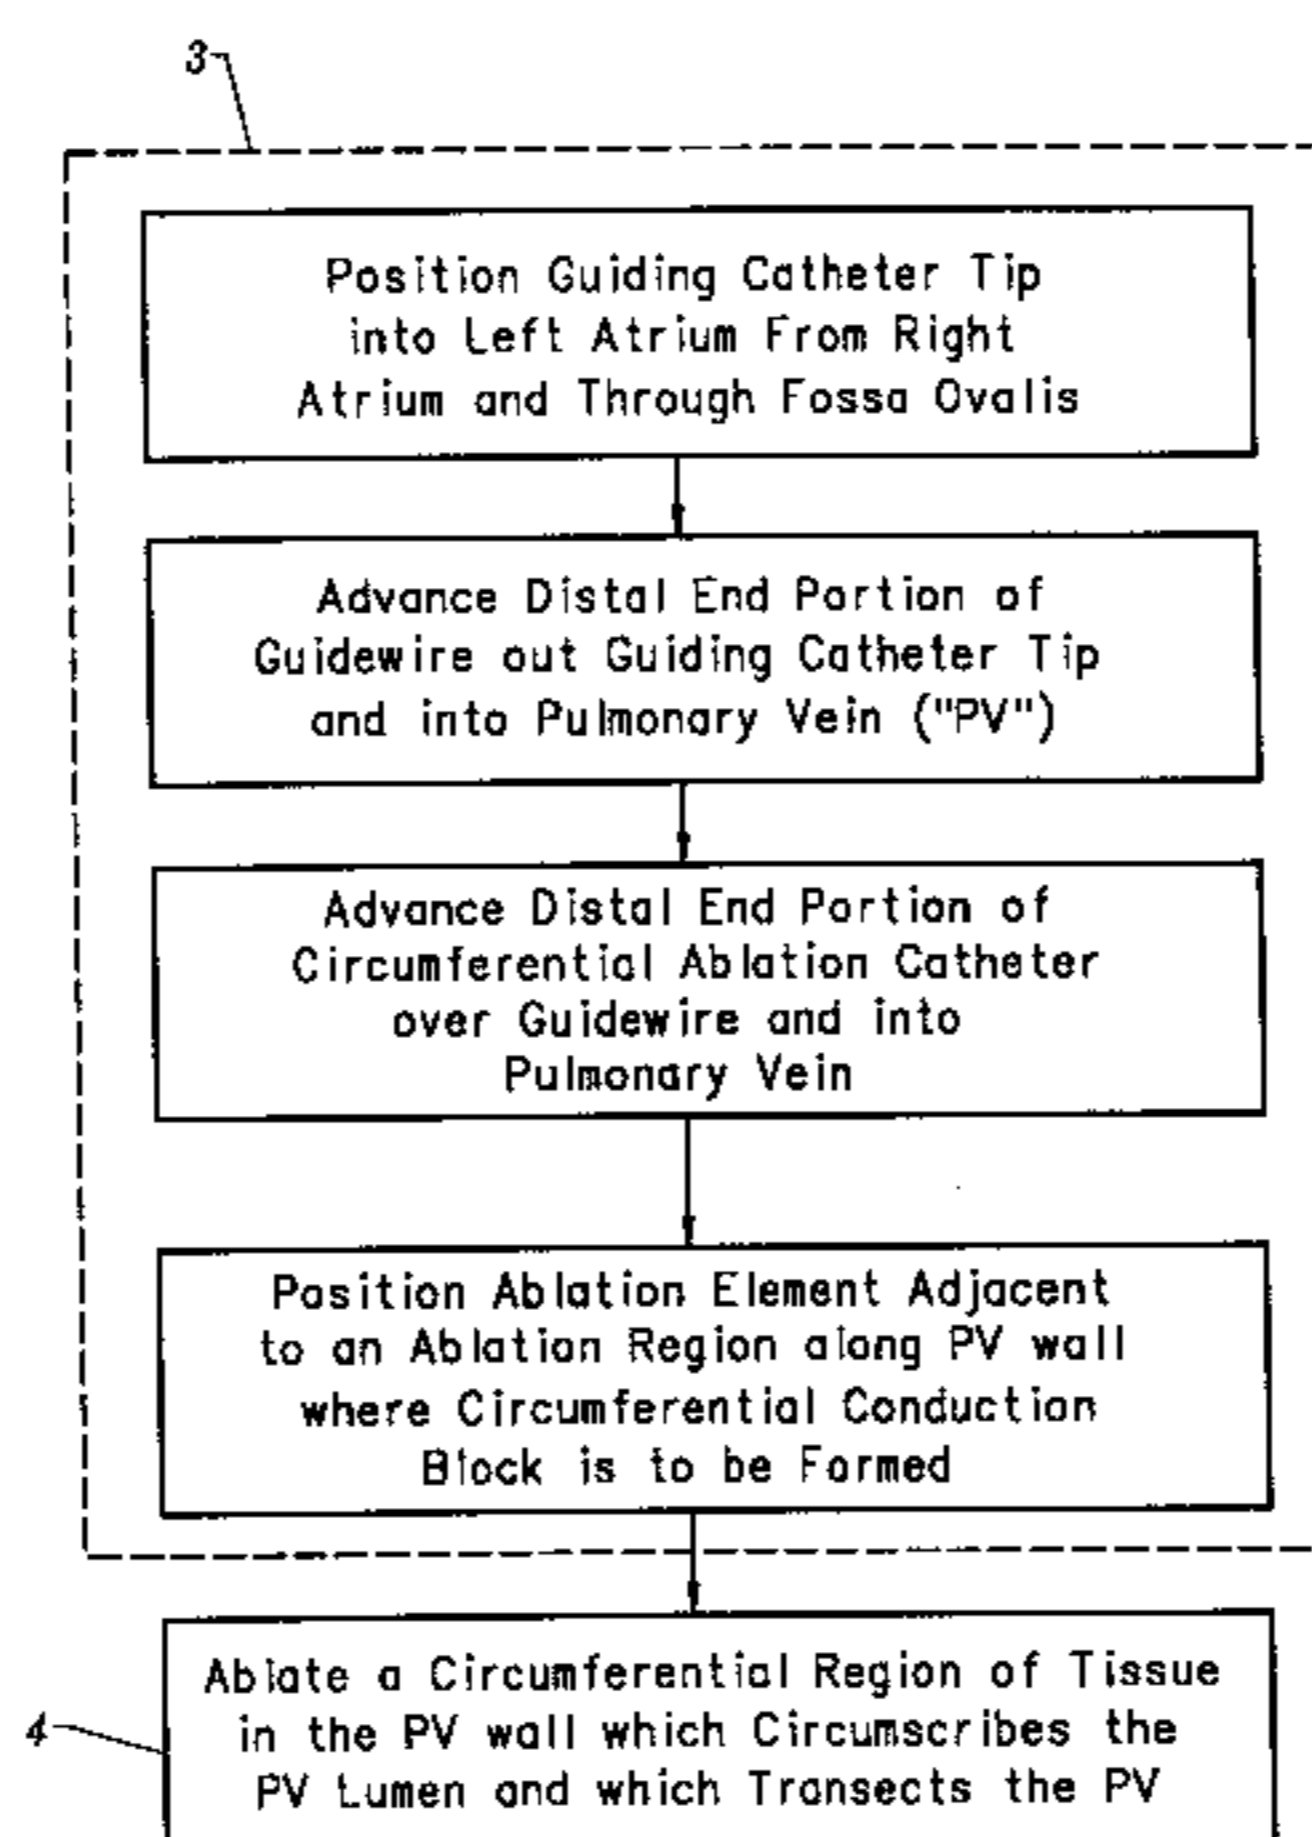 3
Position Guiding Catheter Tip
into Left Atrium From Right
Atrium and Through Fossa Ovalis
Advance Distal End Portion of
Guidewire out Guiding Catheter Tip
and into Pulmonary Vein ("PV")
Advance Distal End Portion of
Circumferential Ablation Catheter
over Guidewire and into
Pulmonary Vein
Position Ablation Element Adjacent
to an Ablation Region along PV wall
where Circumferential Conduction
Block is to be Formed
Ablate a Circumferential Region of Tissue
4
in the PV wall which Circumscribes the
PV Lumen and which Transects the PV